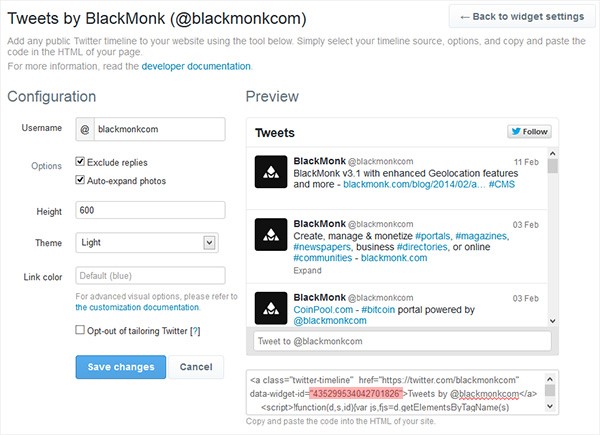 Tweets by BlackMonk (@blackmonkcom)
← Back to widget settings
Add any public Twitter timeline to your website using the tool below. Simply select your timeline source, options, and copy and paste the
code in the HTML of your page.
For more information, read the developer documentation.
Configuration
Username
@ blackmonkcom
Options
Exclude replies
Auto-expand photos
Height
600
Theme
Light
Link color
Default (blue)
For advanced visual options, please refer to
the customization documentation.
Opt-out of tailoring Twitter [?]
Save changes
Cancel
Preview
Tweets
Follow
BlackMonk @blackmonkcom 11 Feb
BlackMonk v3.1 with enhanced Geolocation features
and more - blackmonk.com/blog/2014/02/a… #CMS
BlackMonk @blackmonkcom 03 Feb
Create, manage & monetize #portals, #magazines,
#newspapers, business #directories, or online
#communities - blackmonk.com
Expand
BlackMonk @blackmonkcom 03 Feb
CoinPool.com - #bitcoin portal powered by
@blackmonkcom
Tweet to @blackmonkcom
<a class="twitter-timeline" href="https://twitter.com/blackmonkcom"
data-widget-id="435299534042701826">Tweets by @blackmonkcom</a>
<script>!function(d,s,id){var js,fjs=d.getElementsByTagName(s)
Copy and paste the code into the HTML of your site.